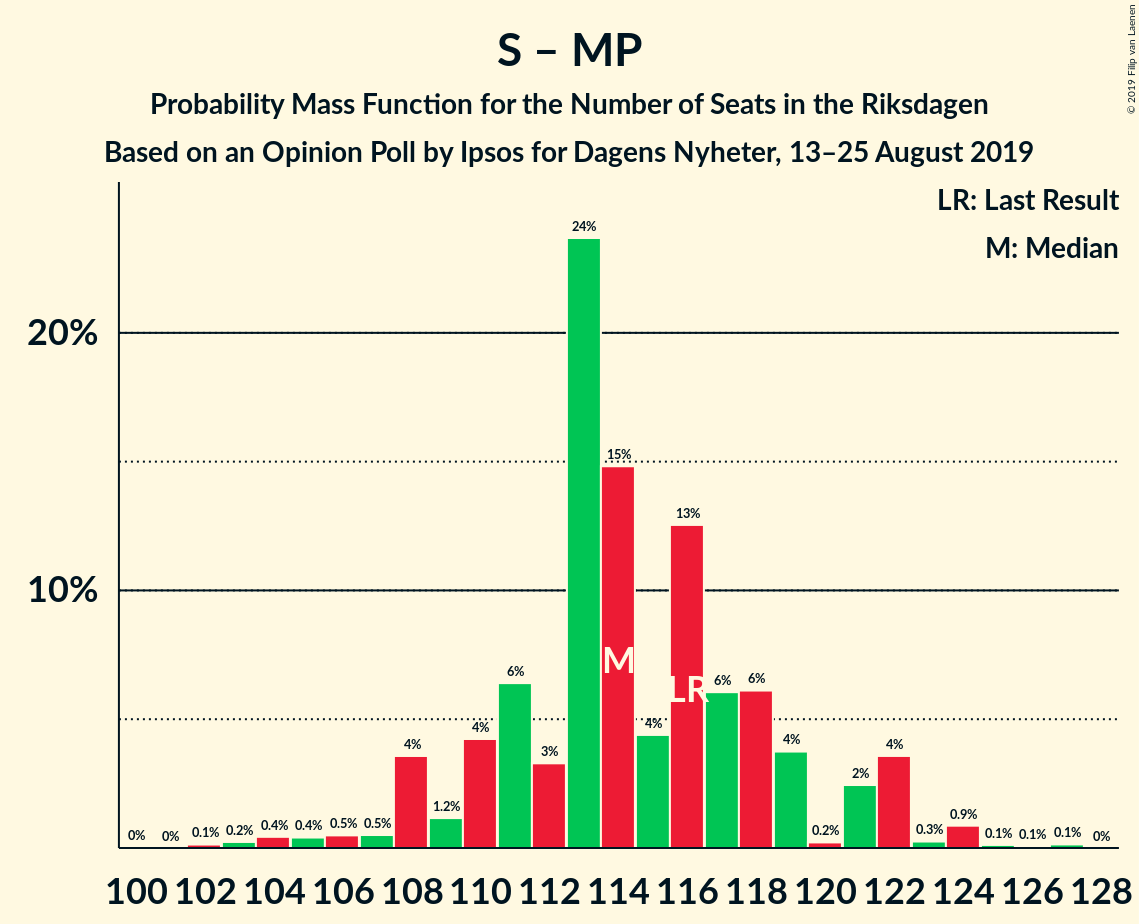 S – MP
Probability Mass Function for the Number of Seats in the Riksdagen
Based on an Opinion Poll by Ipsos for Dagens Nyheter, 13–25 August 2019
© 2019 Filip van Laenen
LR: Last Result
M: Median
20%
10%
0% 0% 0.1% 0.2% 0.4% 0.4% 0.5% 0.5% 4% 1.2% 4% 6% 3% 24% 15% 4% 13% 6% 6% 4% 0.2% 2% 4% 0.3% 0.9% 0.1% 0.1% 0.1% 0%
M
LR
100 102 104 106 108 110 112 114 116 118 120 122 124 126 128